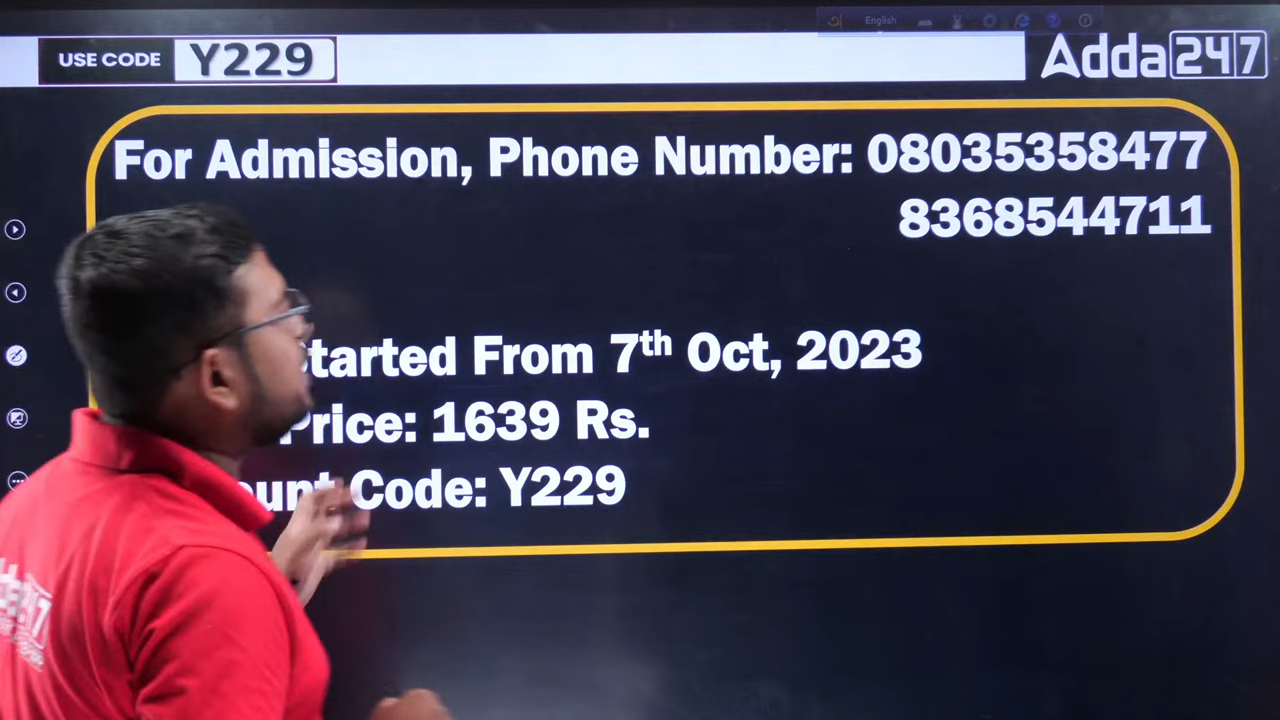 English
USE CODE Y229
Adda247
For Admission, Phone Number: 08035358477
8368544711
Started From 7th Oct, 2023
Price: 1639 Rs.
Code: Y229